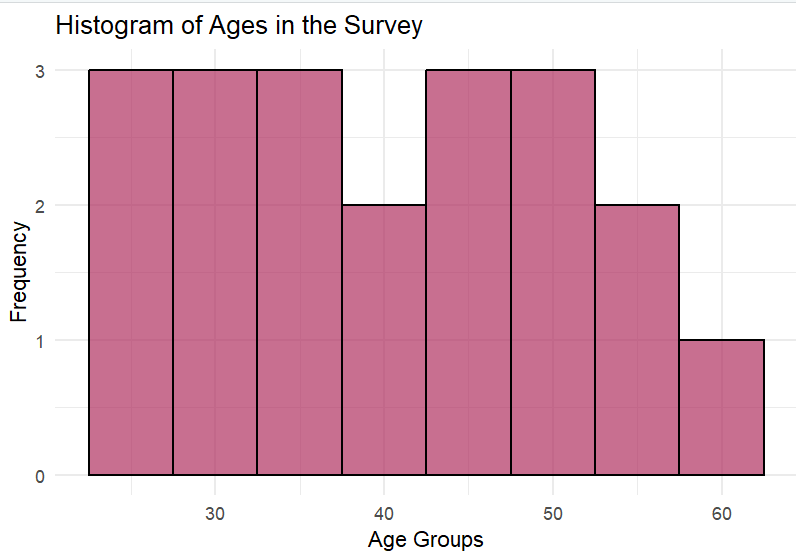 Histogram of Ages in the Survey
3
2
1
0
Frequency
30 40 50 60
Age Groups